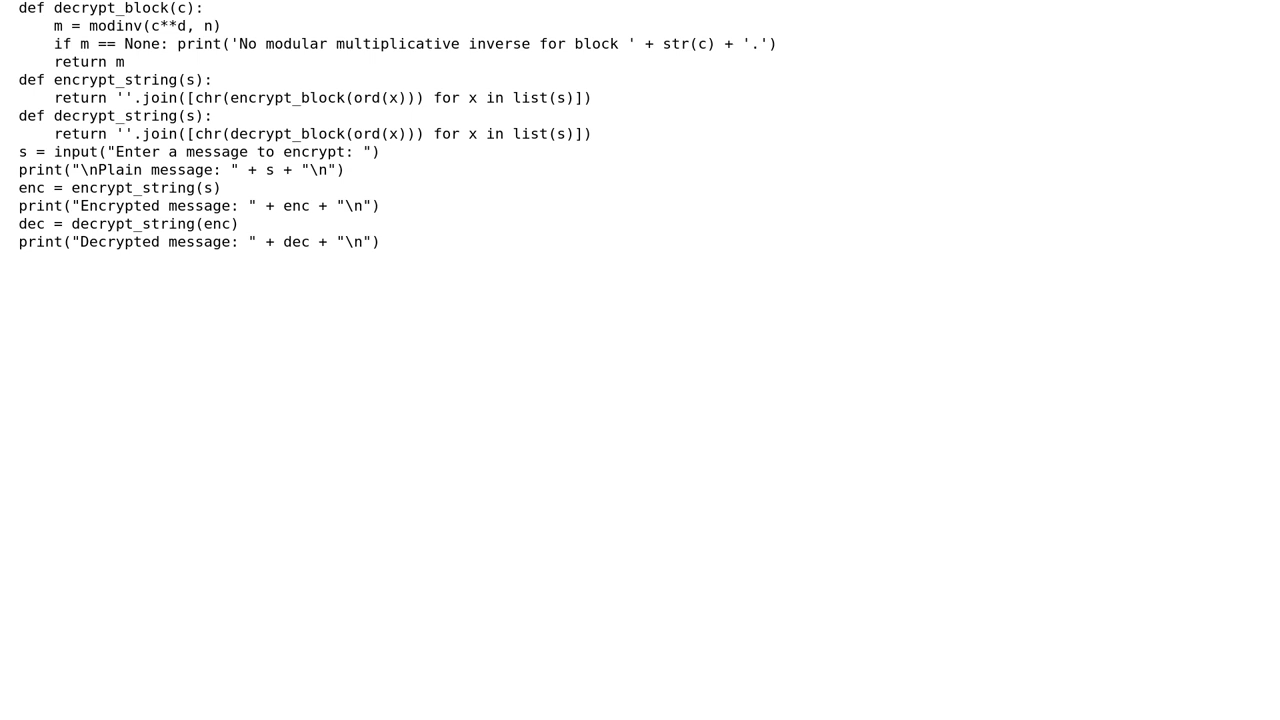 def decrypt_block(c):
    m = modinv(c**d, n)
    if m == None: print('No modular multiplicative inverse for block ' + str(c) + '.')
    return m
def encrypt_string(s):
    return ''.join([chr(encrypt_block(ord(x))) for x in list(s)])
def decrypt_string(s):
    return ''.join([chr(decrypt_block(ord(x))) for x in list(s)])
s = input("Enter a message to encrypt: ")
print("\nPlain message: " + s + "\n")
enc = encrypt_string(s)
print("Encrypted message: " + enc + "\n")
dec = decrypt_string(enc)
print("Decrypted message: " + dec + "\n")